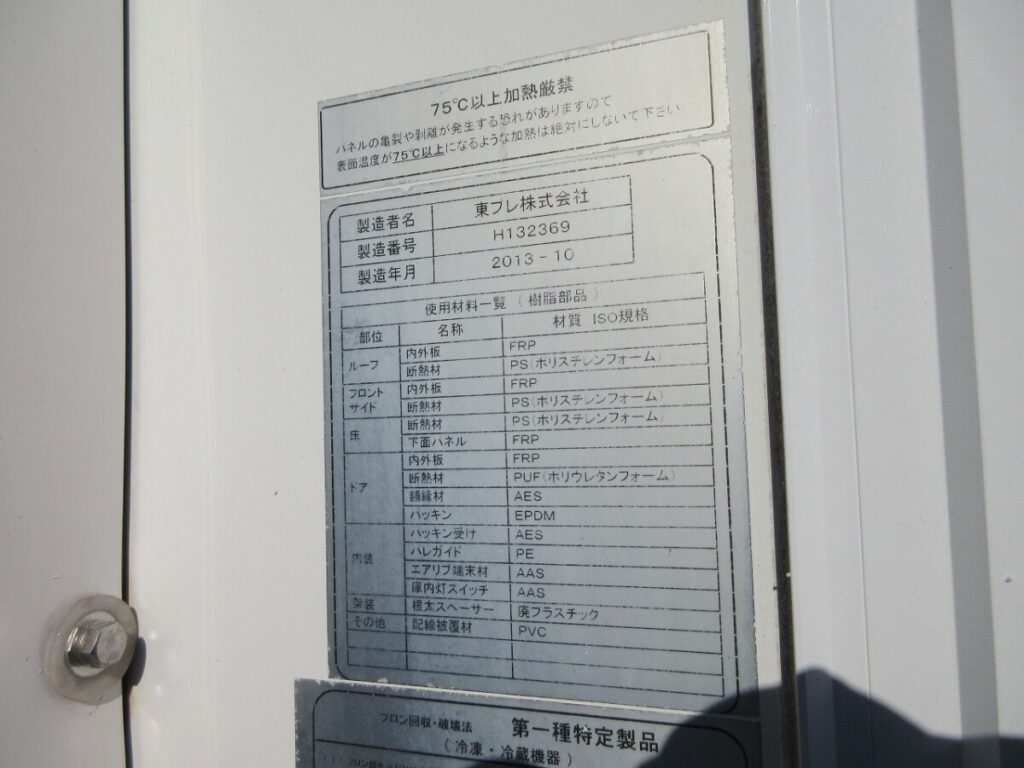 75℃以上加熱厳禁
パネルの亀裂や剥離が発生する恐れがありますので
表面温度が75℃以上になるような加熱は絶対にしないで下さい
製造者名 東プレ株式会社
製造番号 H132369
製造年月 2013-10
使用材料一覧（樹脂部品）
部位 名称 材質 ISO規格
ルーフ 内外板 FRP
断熱材 PS(ポリスチレンフォーム)
フロント サイド 内外板 FRP
断熱材 PS(ポリスチレンフォーム)
床 断熱材 PS(ポリスチレンフォーム)
下面パネル FRP
ドア 内外板 FRP
断熱材 PUF(ポリウレタンフォーム)
額縁材 AES
パッキン EPDM
内装 パッキン受け AES
ハレガイド PE
エアリブ端末材 AAS
庫内灯スイッチ AAS
艤装 根太スペーサー 廃プラスチック
その他 配線被覆材 PVC
フロン回収・破壊法 第一種特定製品
（冷凍・冷蔵機器）